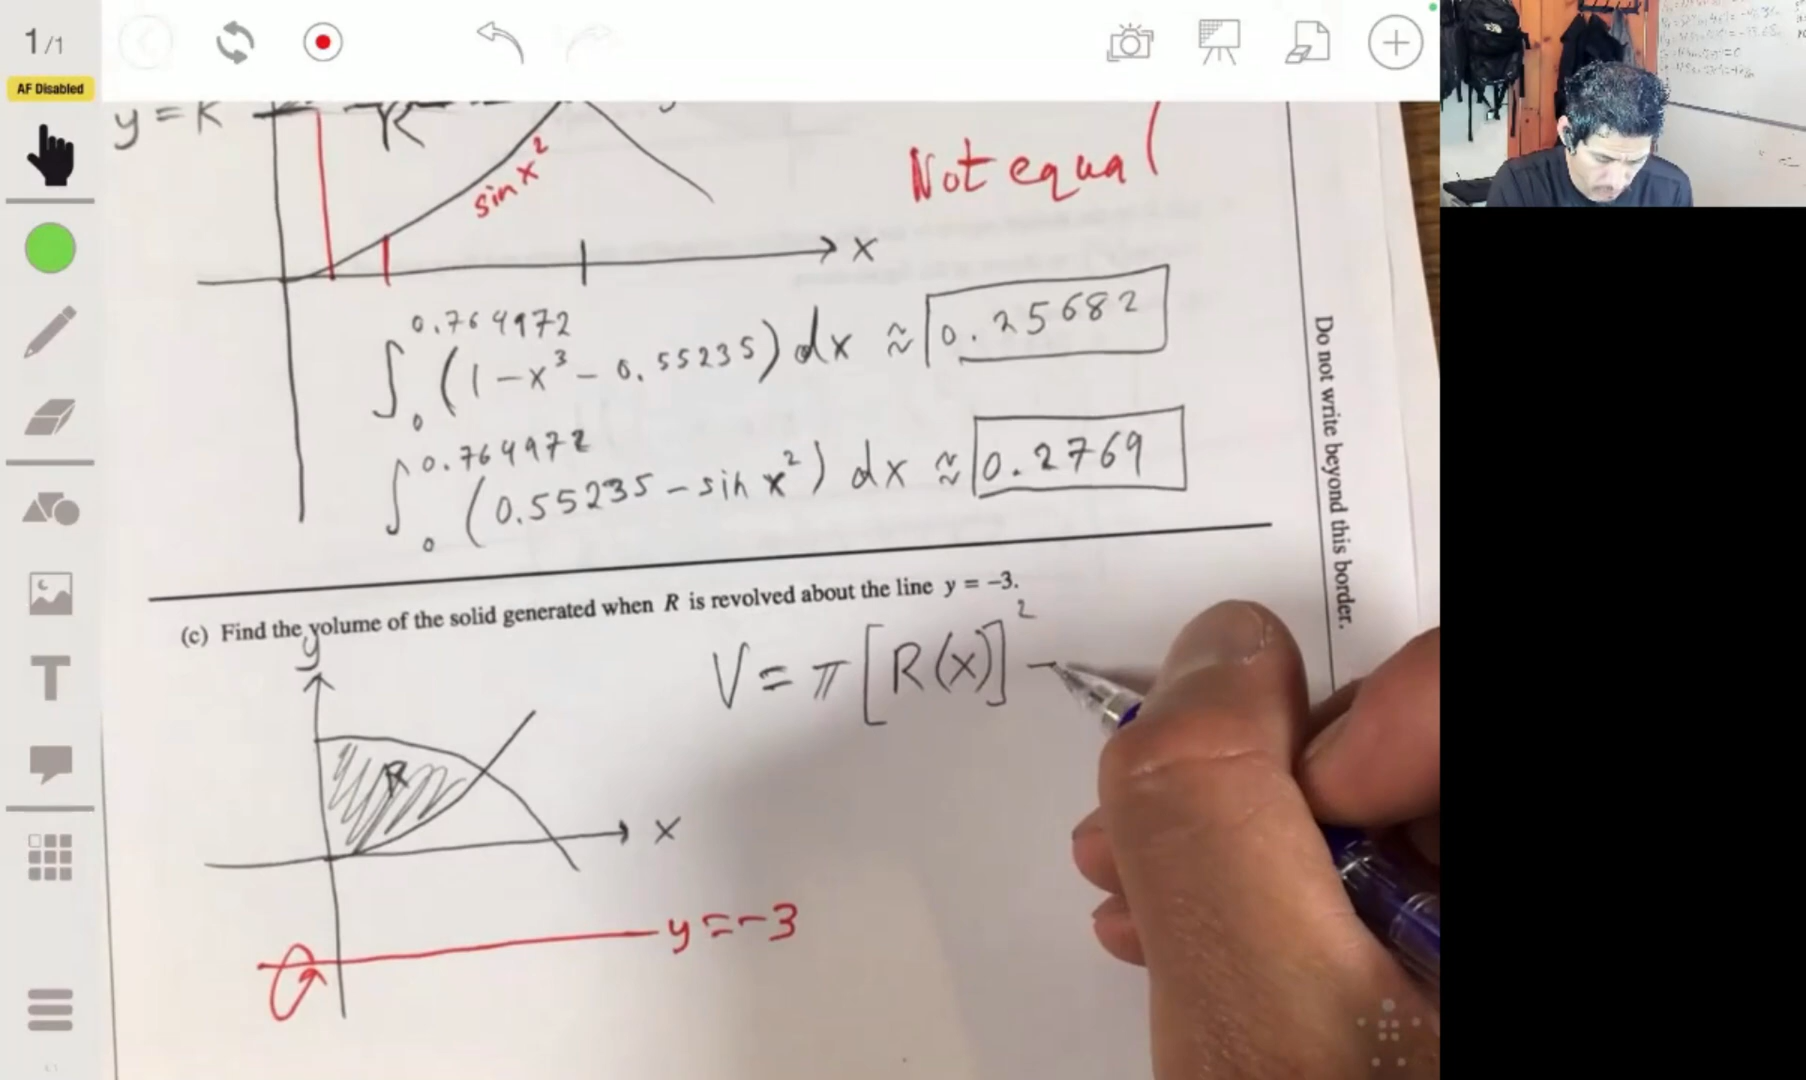 1/1
AF Disabled
y = k
R
sin x²
Not equal
x
∫₀^0.764972 (1 - x³ - 0.55235) dx ≈ 0.25682
∫₀^0.764972 (0.55235 - sin x²) dx ≈ 0.2769
Do not write beyond this border.
(c) Find the volume of the solid generated when R is revolved about the line y = -3.
y
V = π [R(x)]² -
R
x
y = -3
T